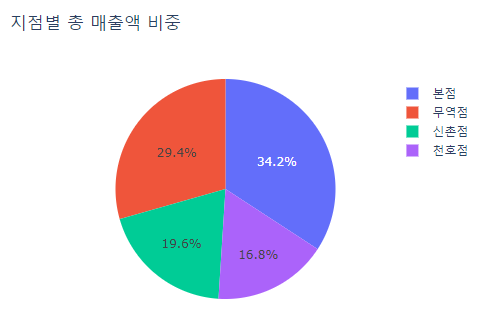 지점별 총 매출액 비중
34.2%
29.4%
19.6%
16.8%
본점
무역점
신촌점
천호점